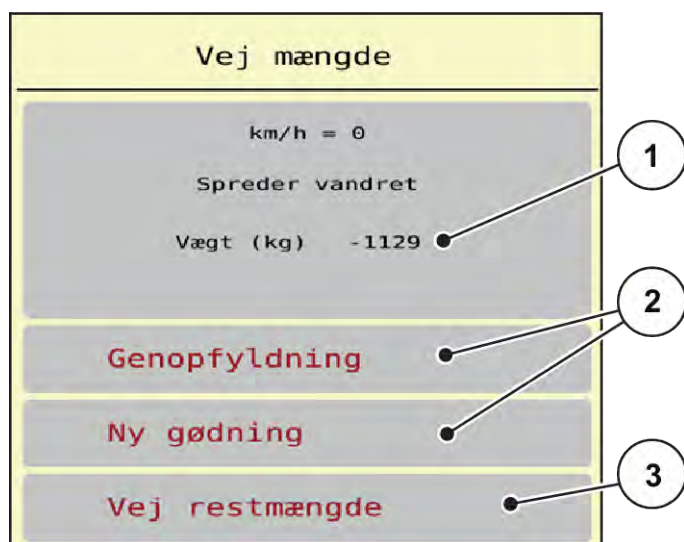 Vej mængde
km/h = 0
1
Spreder vandret
Vægt (kg) -1129
2
Genopfyldning
Ny gødning
3
Vej restmængde